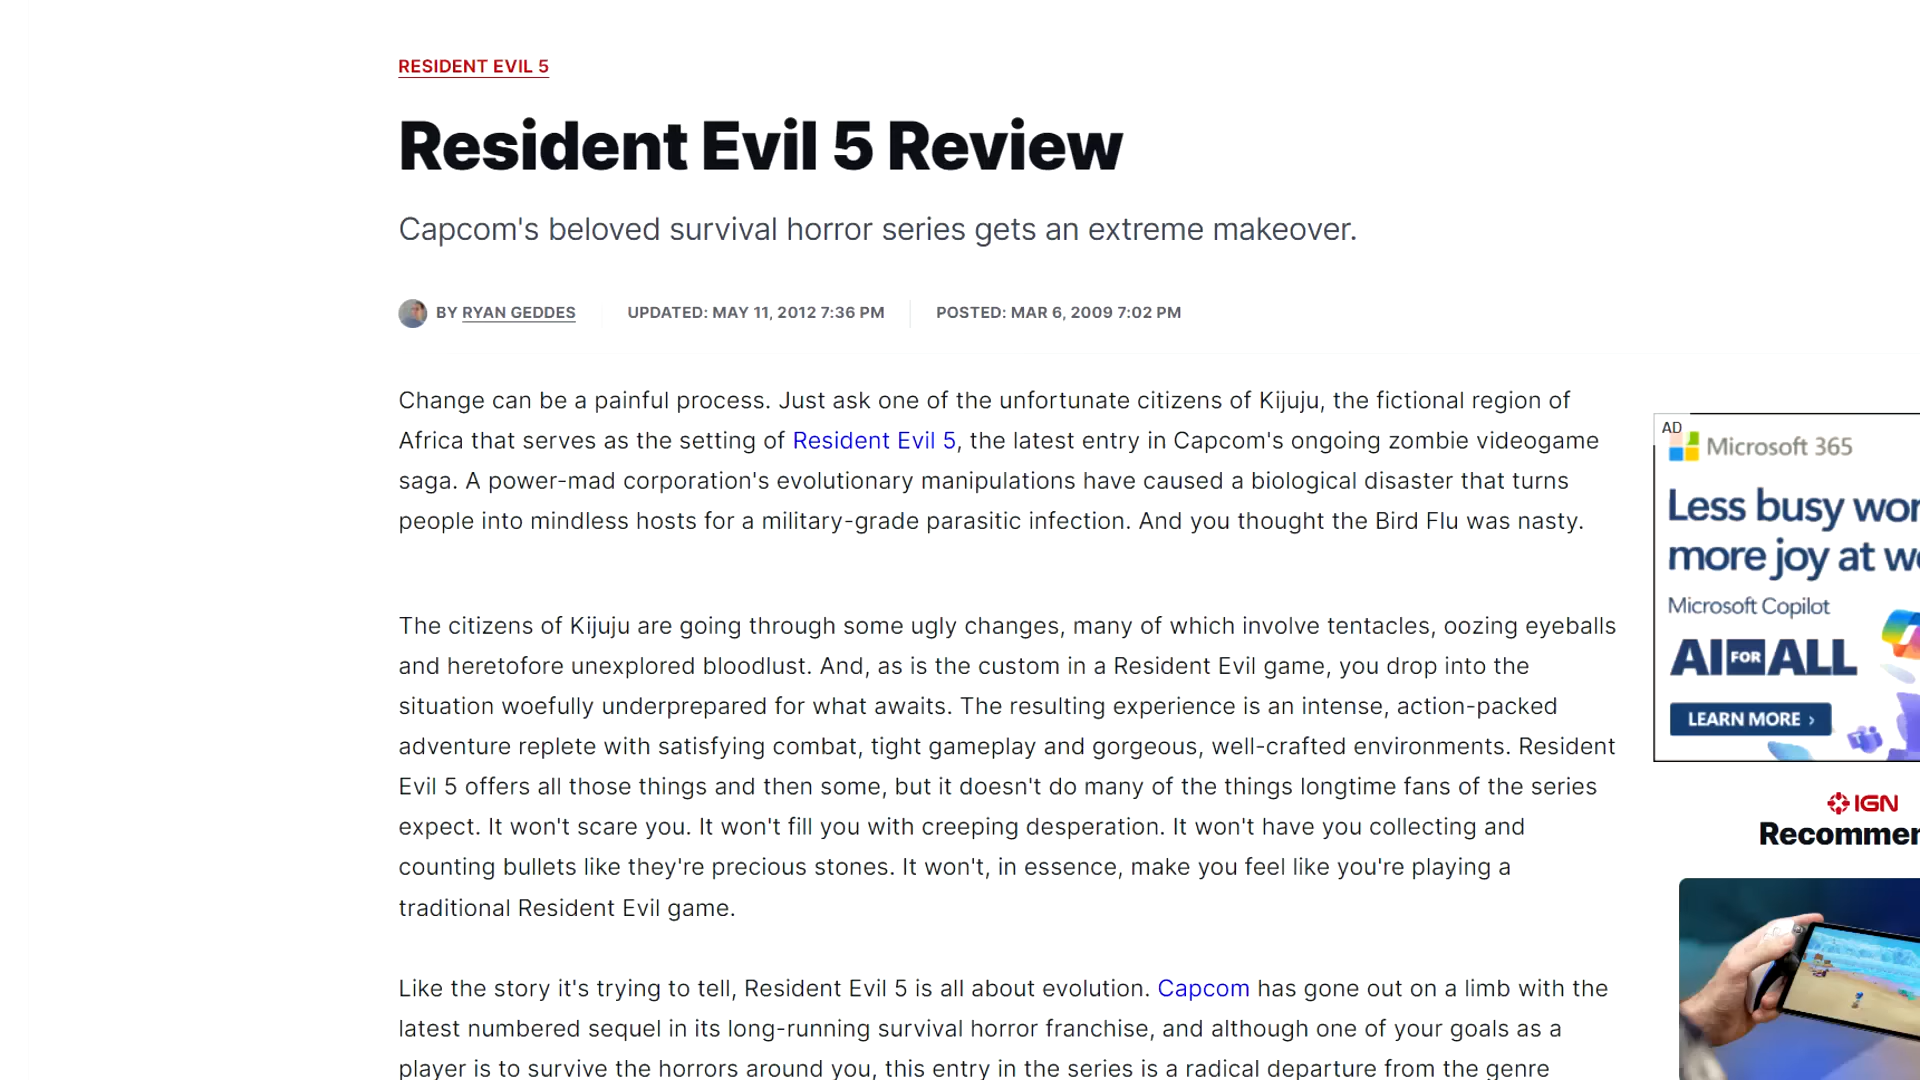 RESIDENT EVIL 5
Resident Evil 5 Review
Capcom's beloved survival horror series gets an extreme makeover.
BY RYAN GEDDES
UPDATED: MAY 11, 2012 7:36 PM
POSTED: MAR 6, 2009 7:02 PM
Change can be a painful process. Just ask one of the unfortunate citizens of Kijuju, the fictional region of
Africa that serves as the setting of Resident Evil 5, the latest entry in Capcom's ongoing zombie videogame
saga. A power-mad corporation's evolutionary manipulations have caused a biological disaster that turns
people into mindless hosts for a military-grade parasitic infection. And you thought the Bird Flu was nasty.
The citizens of Kijuju are going through some ugly changes, many of which involve tentacles, oozing eyeballs
and heretofore unexplored bloodlust. And, as is the custom in a Resident Evil game, you drop into the
situation woefully underprepared for what awaits. The resulting experience is an intense, action-packed
adventure replete with satisfying combat, tight gameplay and gorgeous, well-crafted environments. Resident
Evil 5 offers all those things and then some, but it doesn't do many of the things longtime fans of the series
expect. It won't scare you. It won't fill you with creeping desperation. It won't have you collecting and
counting bullets like they're precious stones. It won't, in essence, make you feel like you're playing a
traditional Resident Evil game.
Like the story it's trying to tell, Resident Evil 5 is all about evolution. Capcom has gone out on a limb with the
latest numbered sequel in its long-running survival horror franchise, and although one of your goals as a
player is to survive the horrors around you, this entry in the series is a radical departure from the genre
AD
Microsoft 365
Less busy wor
more joy at w
Microsoft Copilot
AI FOR ALL
LEARN MORE ›
IGN
Recommen